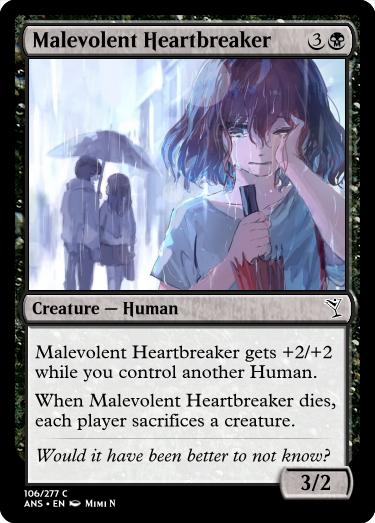 Malevolent Heartbreaker 3
Creature — Human
Malevolent Heartbreaker gets +2/+2
while you control another Human.
When Malevolent Heartbreaker dies,
each player sacrifices a creature.
Would it have been better to not know?
3/2
106/277 C
ANS • EN Mimi N